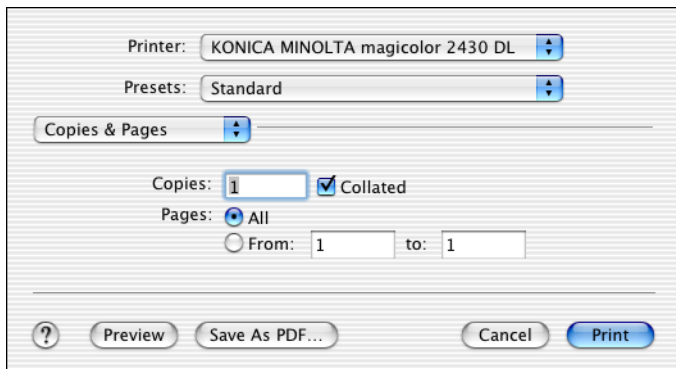 Printer: KONICA MINOLTA magicolor 2430 DL
Presets: Standard
Copies & Pages
Copies: 1 Collated
Pages: All
From: 1 to: 1
? Preview Save As PDF... Cancel Print